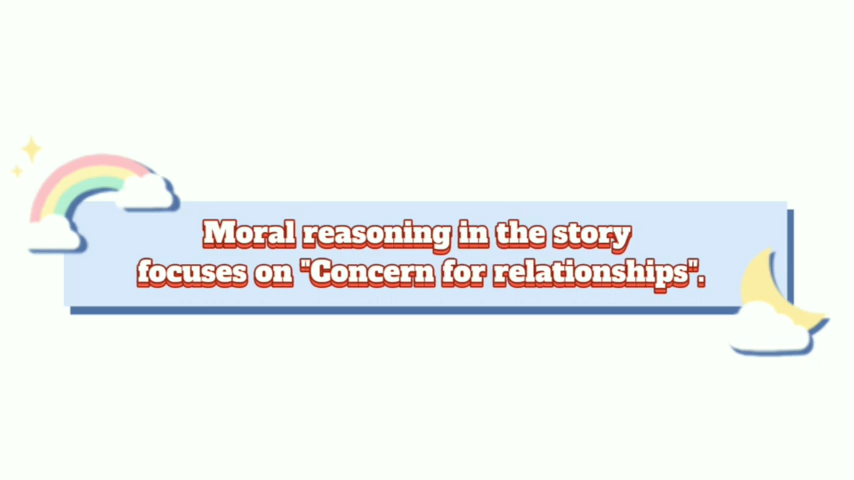 Moral reasoning in the story
focuses on "Concern for relationships".